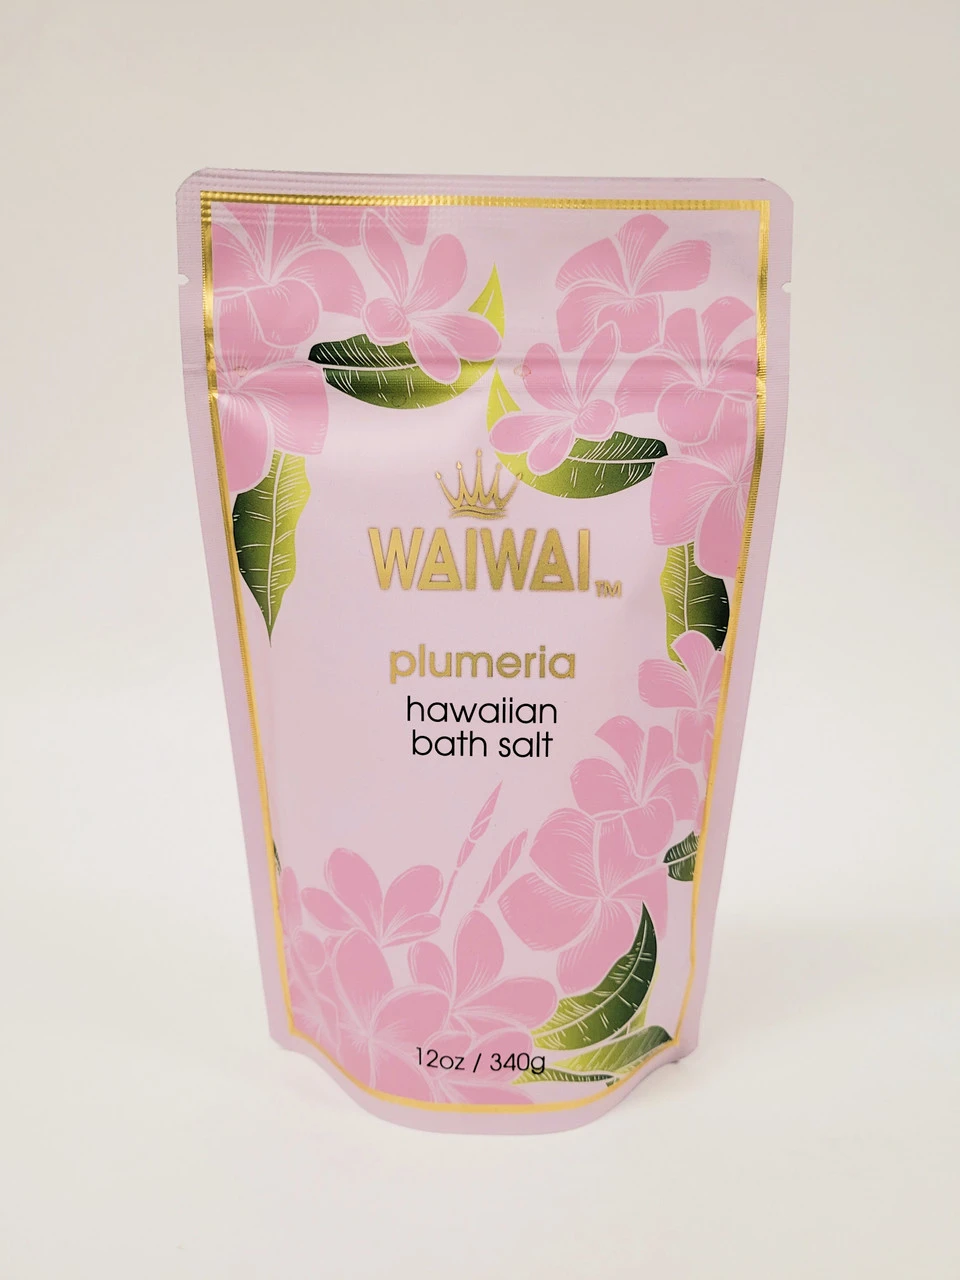 WAIWAI™
plumeria
hawaiian
bath salt
12oz / 340g